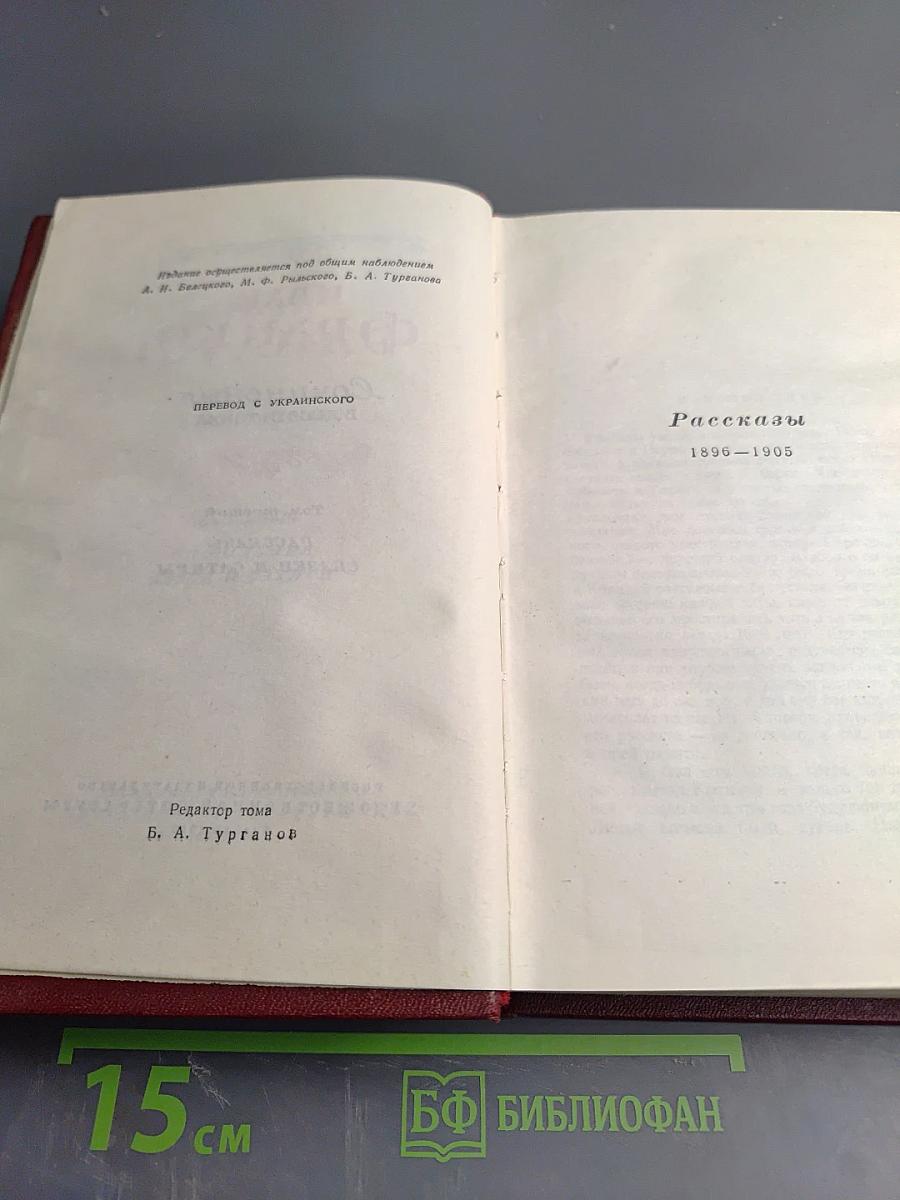 Издание осуществляется под общим наблюдением
А. И. Белецкого, М. Ф. Рыльского, Б. А. Турганова
ПЕРЕВОД С УКРАИНСКОГО
Редактор тома
Б. А. Турганов
Рассказы
1896—1905
15 см
БФ БИБЛИОФАН